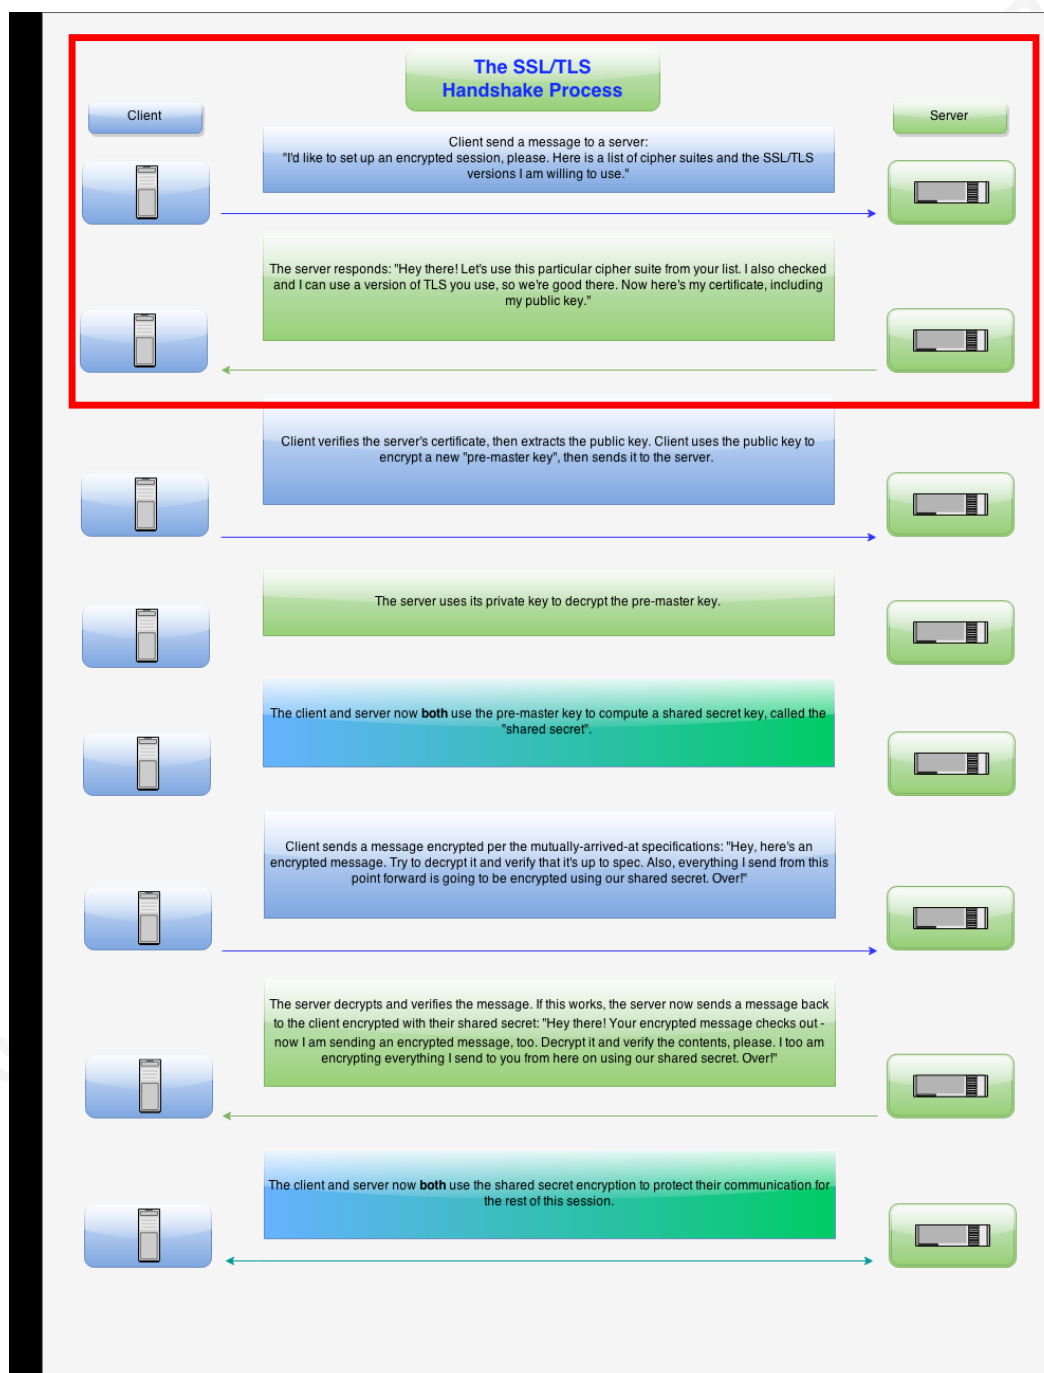 The SSL/TLS
Handshake Process
Client
Server
Client send a message to a server:
"I'd like to set up an encrypted session, please. Here is a list of cipher suites and the SSL/TLS
versions I am willing to use."
The server responds: "Hey there! Let's use this particular cipher suite from your list. I also checked
and I can use a version of TLS you use, so we're good there. Now here's my certificate, including
my public key."
Client verifies the server's certificate, then extracts the public key. Client uses the public key to
encrypt a new "pre-master key", then sends it to the server.
The server uses its private key to decrypt the pre-master key.
The client and server now both use the pre-master key to compute a shared secret key, called the
"shared secret".
Client sends a message encrypted per the mutually-arrived-at specifications: "Hey, here's an
encrypted message. Try to decrypt it and verify that it's up to spec. Also, everything I send from this
point forward is going to be encrypted using our shared secret. Over!"
The server decrypts and verifies the message. If this works, the server now sends a message back
to the client encrypted with their shared secret: "Hey there! Your encrypted message checks out -
now I am sending an encrypted message, too. Decrypt it and verify the contents, please. I too am
encrypting everything I send to you from here on using our shared secret. Over!"
The client and server now both use the shared secret encryption to protect their communication for
the rest of this session.